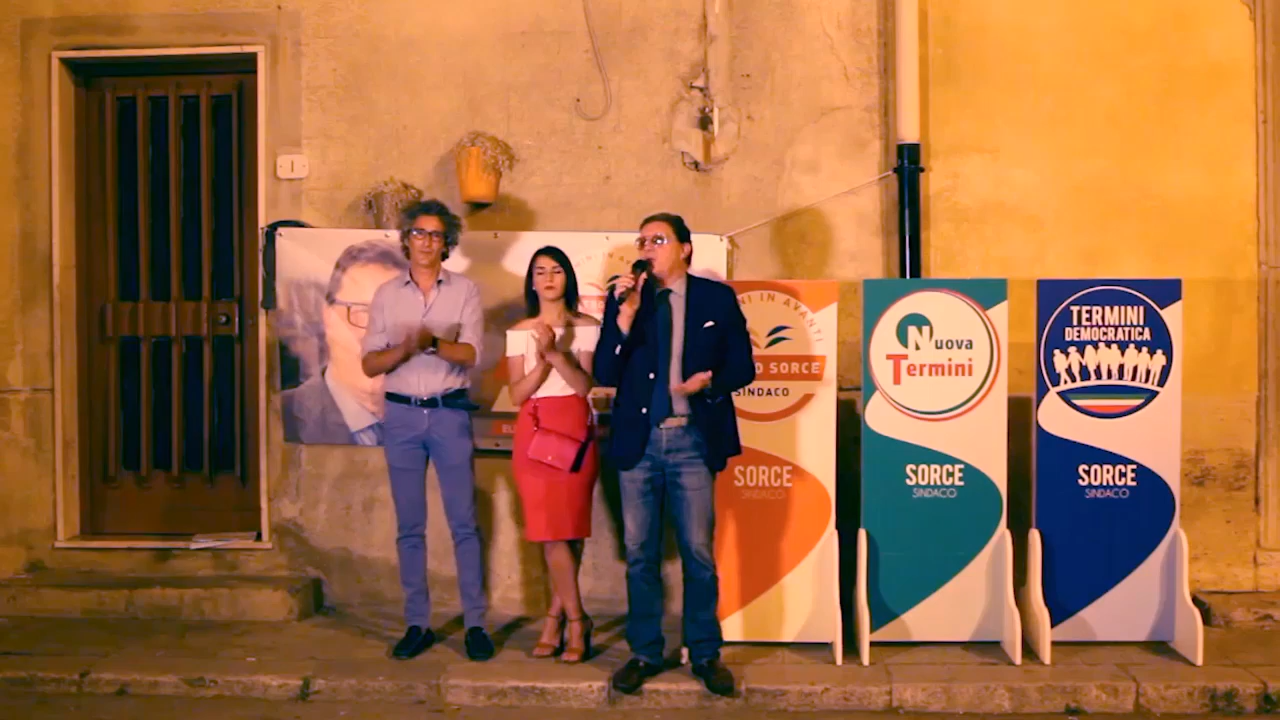 NI IN AVANTI
O SORCE
SINDACO
SORCE
SINDACO
Nuova
Termini
SORCE
SINDACO
TERMINI
DEMOCRATICA
SORCE
SINDACO